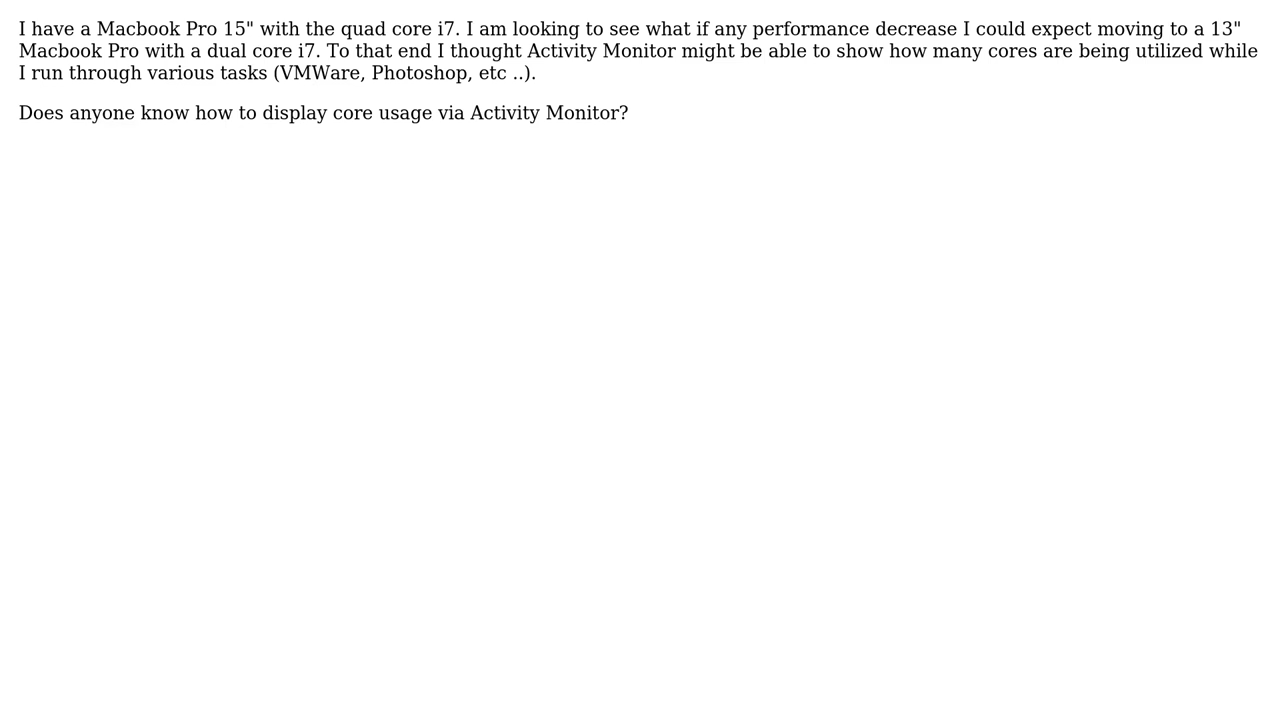 I have a Macbook Pro 15" with the quad core i7. I am looking to see what if any performance decrease I could expect moving to a 13"
Macbook Pro with a dual core i7. To that end I thought Activity Monitor might be able to show how many cores are being utilized while
I run through various tasks (VMWare, Photoshop, etc ..).
Does anyone know how to display core usage via Activity Monitor?